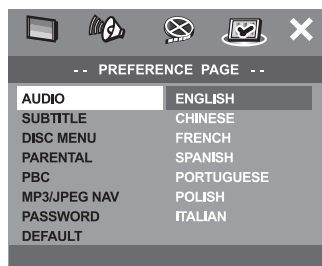 -- PREFERENCE PAGE --
AUDIO ENGLISH
SUBTITLE CHINESE
DISC MENU FRENCH
PARENTAL SPANISH
PBC PORTUGUESE
MP3/JPEG NAV POLISH
PASSWORD ITALIAN
DEFAULT